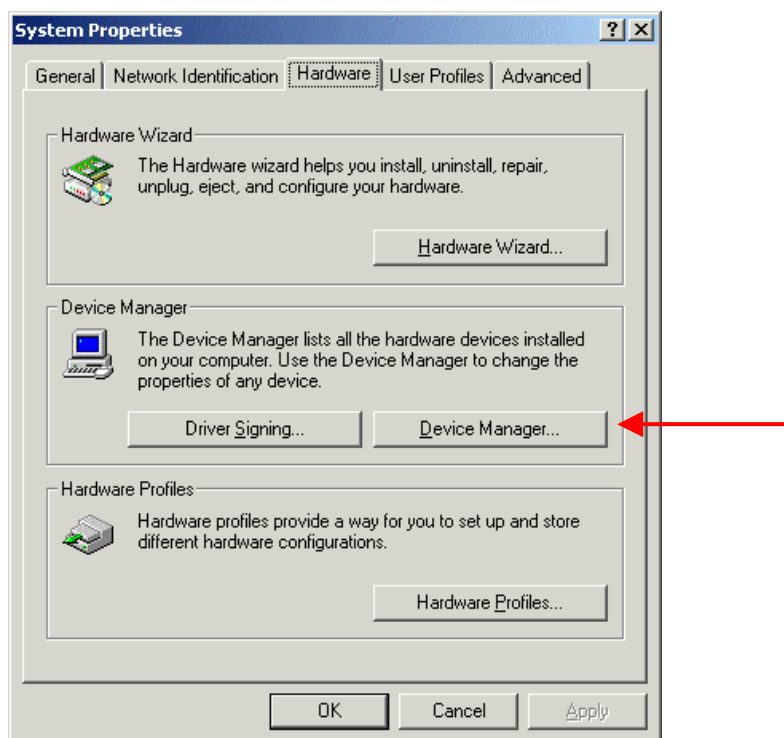 System Properties
? X
General Network Identification Hardware User Profiles Advanced
Hardware Wizard
The Hardware wizard helps you install, uninstall, repair,
unplug, eject, and configure your hardware.
Hardware Wizard...
Device Manager
The Device Manager lists all the hardware devices installed
on your computer. Use the Device Manager to change the
properties of any device.
Driver Signing... Device Manager...
Hardware Profiles
Hardware profiles provide a way for you to set up and store
different hardware configurations.
Hardware Profiles...
OK Cancel Apply